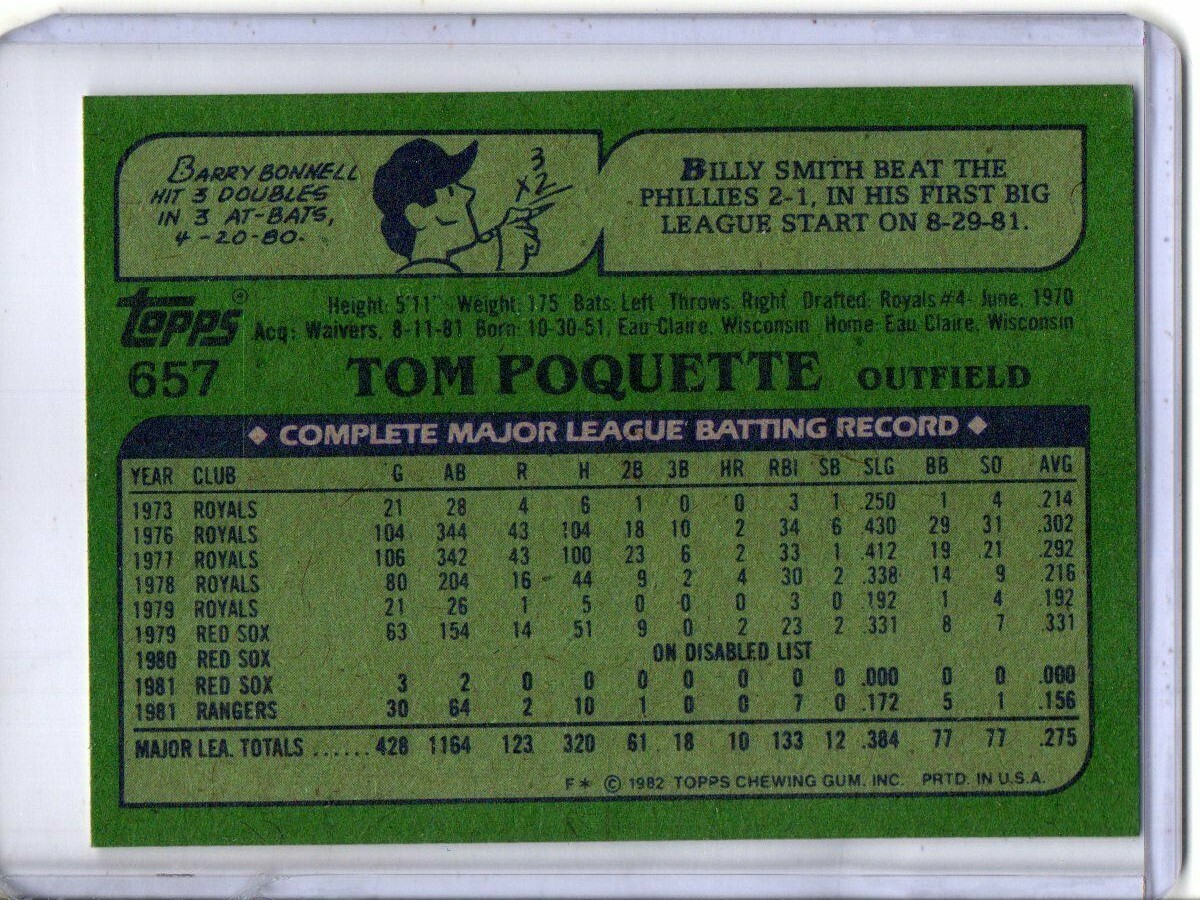 BARRY BONNELL
HIT 3 DOUBLES
IN 3 AT-BATS,
4-20-80.
3
X2
BILLY SMITH BEAT THE
PHILLIES 2-1, IN HIS FIRST BIG
LEAGUE START ON 8-29-81.
topps®
Height: 5'11" Weight: 175 Bats: Left Throws: Right Drafted: Royals #4- June, 1970
Acq: Waivers, 8-11-81 Born: 10-30-51, Eau Claire, Wisconsin Home: Eau Claire, Wisconsin
657 TOM POQUETTE OUTFIELD
◆ COMPLETE MAJOR LEAGUE BATTING RECORD ◆
YEAR CLUB G AB R H 2B 3B HR RBI SB SLG BB SO AVG
1973 ROYALS 21 28 4 6 1 0 0 3 1 .250 1 4 .214
1976 ROYALS 104 344 43 104 18 10 2 34 6 .430 29 31 .302
1977 ROYALS 106 342 43 100 23 6 2 33 1 .412 19 21 .292
1978 ROYALS 80 204 16 44 9 2 4 30 2 .338 14 9 .216
1979 ROYALS 21 26 1 5 0 0 0 3 0 .192 1 4 .192
1979 RED SOX 63 154 14 51 9 0 2 23 2 .331 8 7 .331
1980 RED SOX ON DISABLED LIST
1981 RED SOX 3 2 0 0 0 0 0 0 0 .000 0 0 .000
1981 RANGERS 30 64 2 10 1 0 0 7 0 .172 5 1 .156
MAJOR LEA. TOTALS ...... 428 1164 123 320 61 18 10 133 12 .384 77 77 .275
F* © 1982 TOPPS CHEWING GUM, INC. PRTD. IN U.S.A.